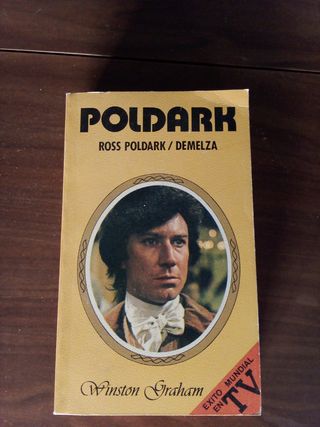 POLDARK
ROSS POLDARK / DEMELZA
Winston Graham
EXITO MUNDIAL
EN TV